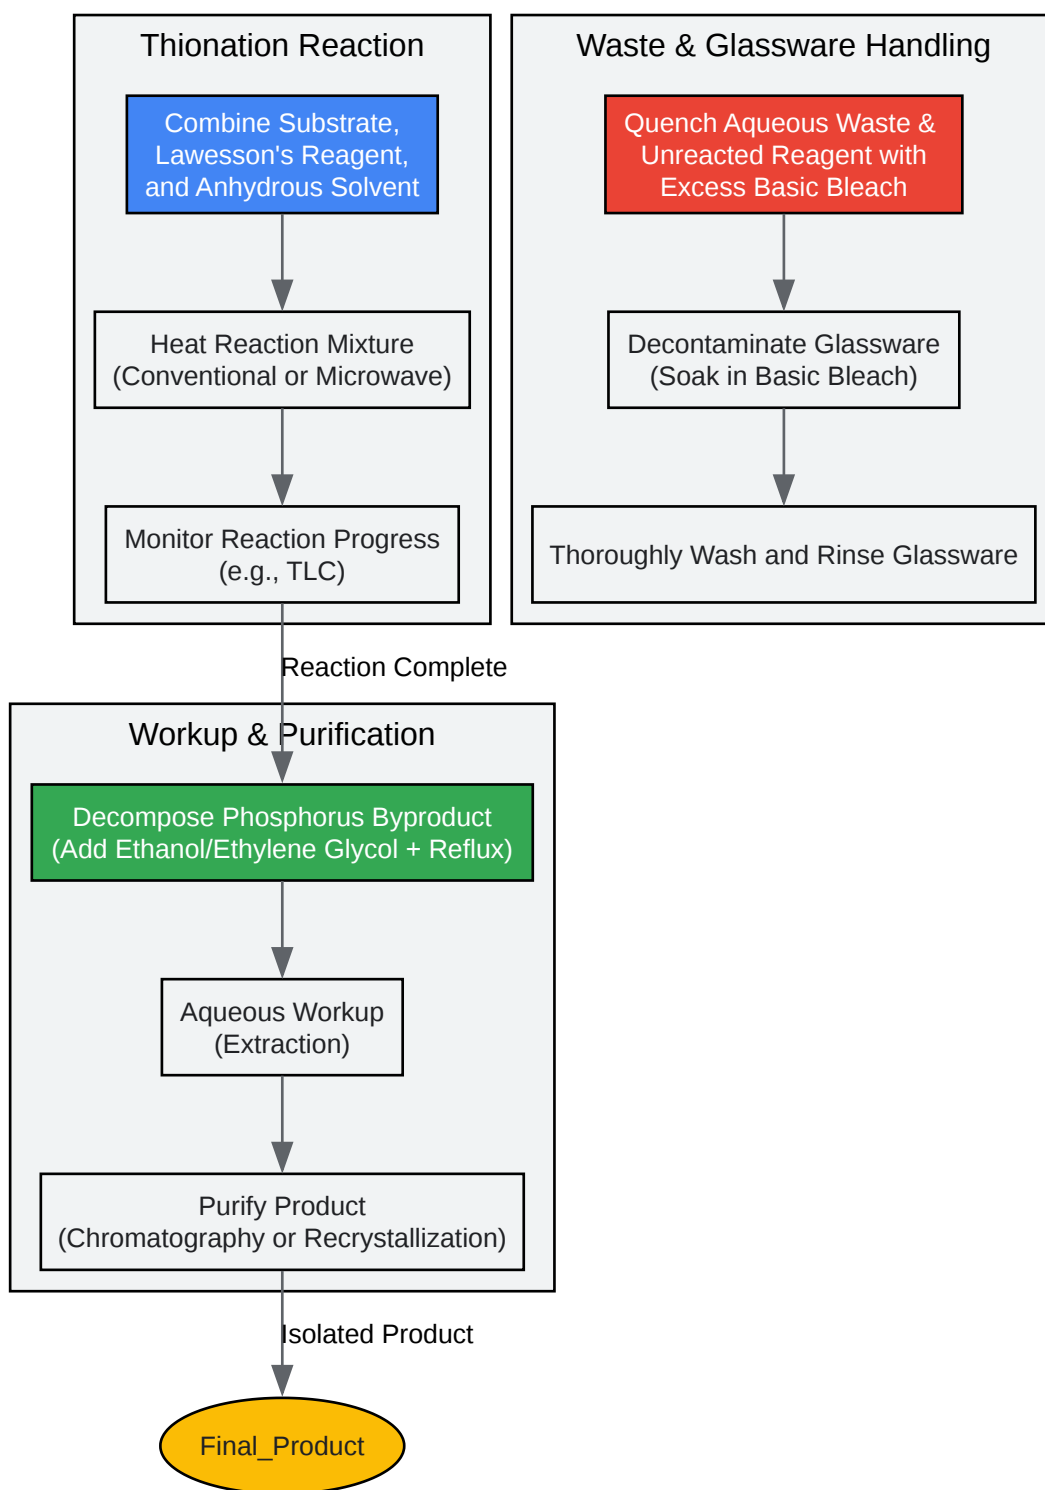 Thionation Reaction
Combine Substrate,
Lawesson's Reagent,
and Anhydrous Solvent
Heat Reaction Mixture
(Conventional or Microwave)
Monitor Reaction Progress
(e.g., TLC)
Reaction Complete
Workup & Purification
Decompose Phosphorus Byproduct
(Add Ethanol/Ethylene Glycol + Reflux)
Aqueous Workup
(Extraction)
Purify Product
(Chromatography or Recrystallization)
Isolated Product
Final_Product
Waste & Glassware Handling
Quench Aqueous Waste &
Unreacted Reagent with
Excess Basic Bleach
Decontaminate Glassware
(Soak in Basic Bleach)
Thoroughly Wash and Rinse Glassware